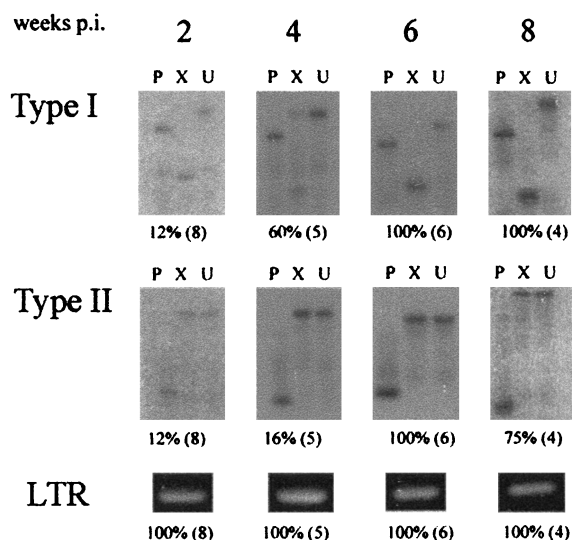 weeks p.i. 2 4 6 8
P X U P X U P X U P X U
Type I
12% (8) 60% (5) 100% (6) 100% (4)
P X U P X U P X U P X U
Type II
12% (8) 16% (5) 100% (6) 75% (4)
LTR
100% (8) 100% (5) 100% (6) 100% (4)